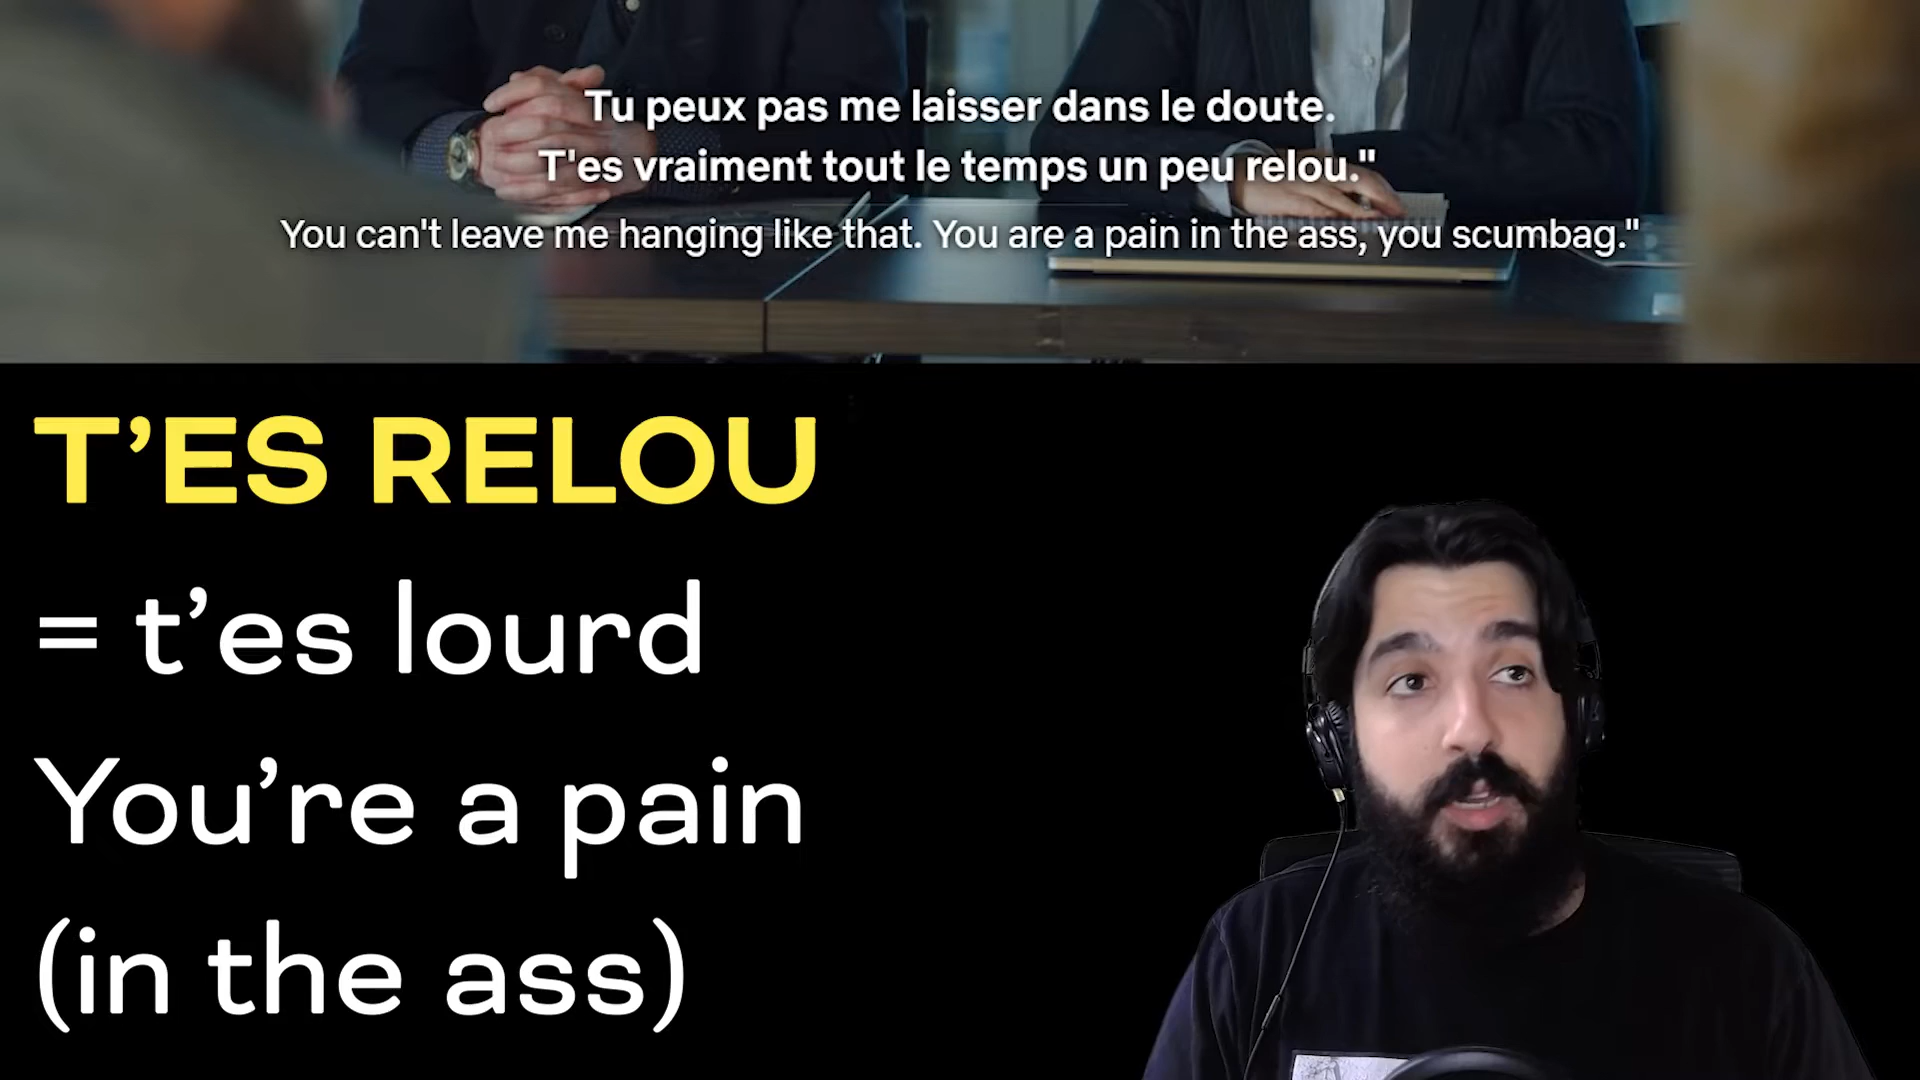 Tu peux pas me laisser dans le doute.
T'es vraiment tout le temps un peu relou."
You can't leave me hanging like that. You are a pain in the ass, you scumbag."
T’ES RELOU
= t’es lourd
You’re a pain
(in the ass)